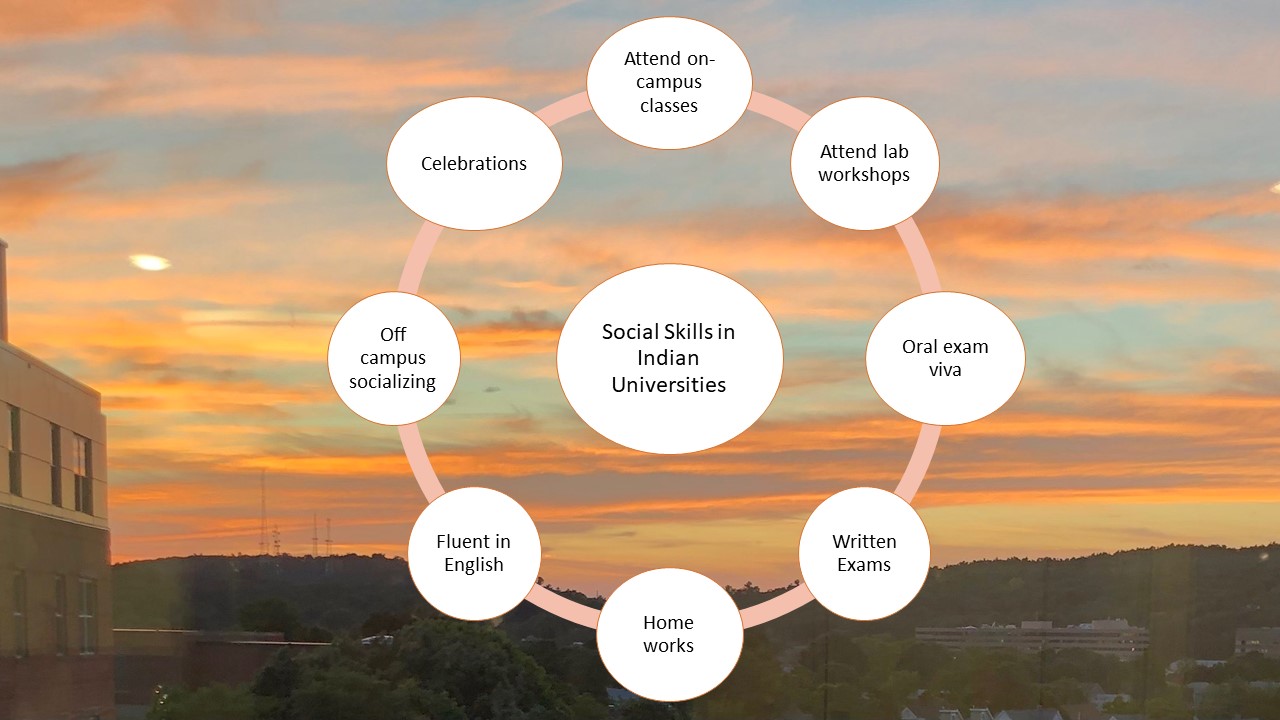 Attend on-
campus
classes
Attend lab
workshops
Oral exam
viva
Written
Exams
Home
works
Fluent in
English
Off
campus
socializing
Celebrations
Social Skills in
Indian
Universities